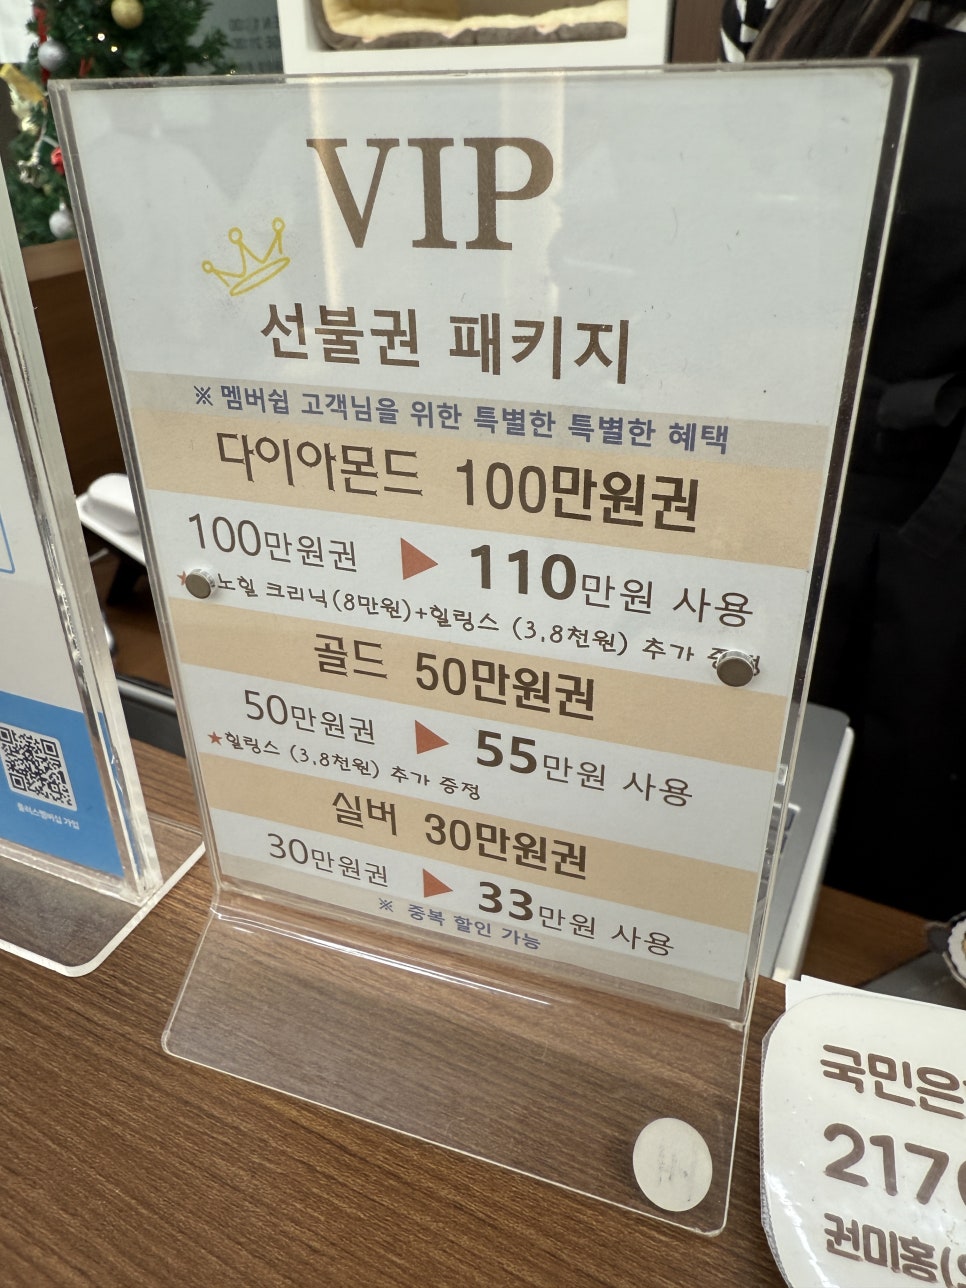 VIP
선불권 패키지
※ 멤버쉽 고객님을 위한 특별한 특별한 혜택
다이아몬드 100만원권
100만원권 ▶ 110만원 사용
노힐 크리닉(8만원)+힐링스 (3.8천원) 추가
골드 50만원권
50만원권 ▶ 55만원 사용
★힐링스 (3.8천원) 추가 증정
실버 30만원권
30만원권 ▶ 33만원 사용
※ 중복 할인 가능
국민은
217
권미홍(